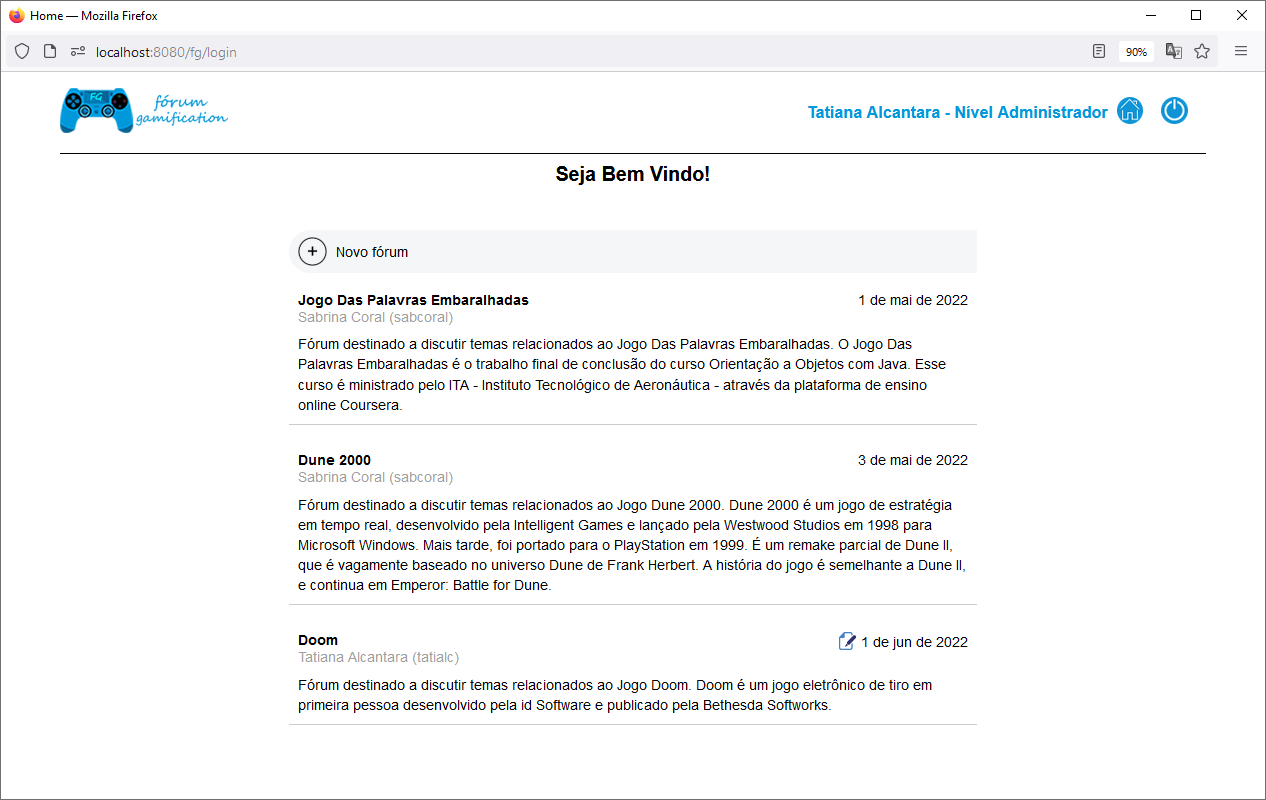 Home — Mozilla Firefox
localhost:8080/fg/login
90%
FG
fórum
gamification
Tatiana Alcantara - Nível Administrador
Seja Bem Vindo!
Novo fórum
Jogo Das Palavras Embaralhadas 1 de mai de 2022
Sabrina Coral (sabcoral)
Fórum destinado a discutir temas relacionados ao Jogo Das Palavras Embaralhadas. O Jogo Das
Palavras Embaralhadas é o trabalho final de conclusão do curso Orientação a Objetos com Java. Esse
curso é ministrado pelo ITA - Instituto Tecnológico de Aeronáutica - através da plataforma de ensino
online Coursera.
Dune 2000 3 de mai de 2022
Sabrina Coral (sabcoral)
Fórum destinado a discutir temas relacionados ao Jogo Dune 2000. Dune 2000 é um jogo de estratégia
em tempo real, desenvolvido pela Intelligent Games e lançado pela Westwood Studios em 1998 para
Microsoft Windows. Mais tarde, foi portado para o PlayStation em 1999. É um remake parcial de Dune II,
que é vagamente baseado no universo Dune de Frank Herbert. A história do jogo é semelhante a Dune II,
e continua em Emperor: Battle for Dune.
Doom 1 de jun de 2022
Tatiana Alcantara (tatialc)
Fórum destinado a discutir temas relacionados ao Jogo Doom. Doom é um jogo eletrônico de tiro em
primeira pessoa desenvolvido pela id Software e publicado pela Bethesda Softworks.